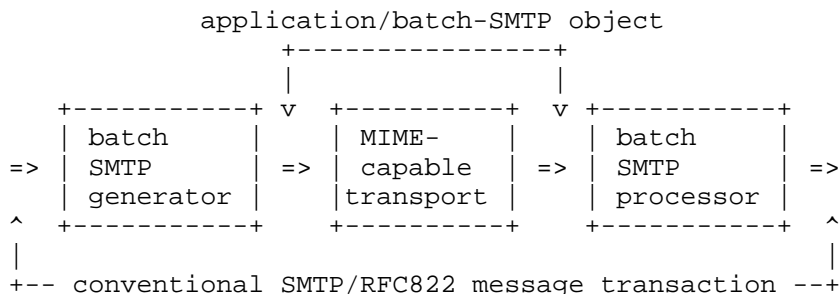 application/batch-SMTP object
+----------------+
|                |
+-----------+ v +----------+ v +-----------+
| batch     |   | MIME-    |   | batch     |
=> | SMTP      | => | capable  | => | SMTP      | =>
| generator |   |transport |   | processor |
^ +-----------+   +----------+   +-----------+ ^
|                                              |
+-- conventional SMTP/RFC822 message transaction --+